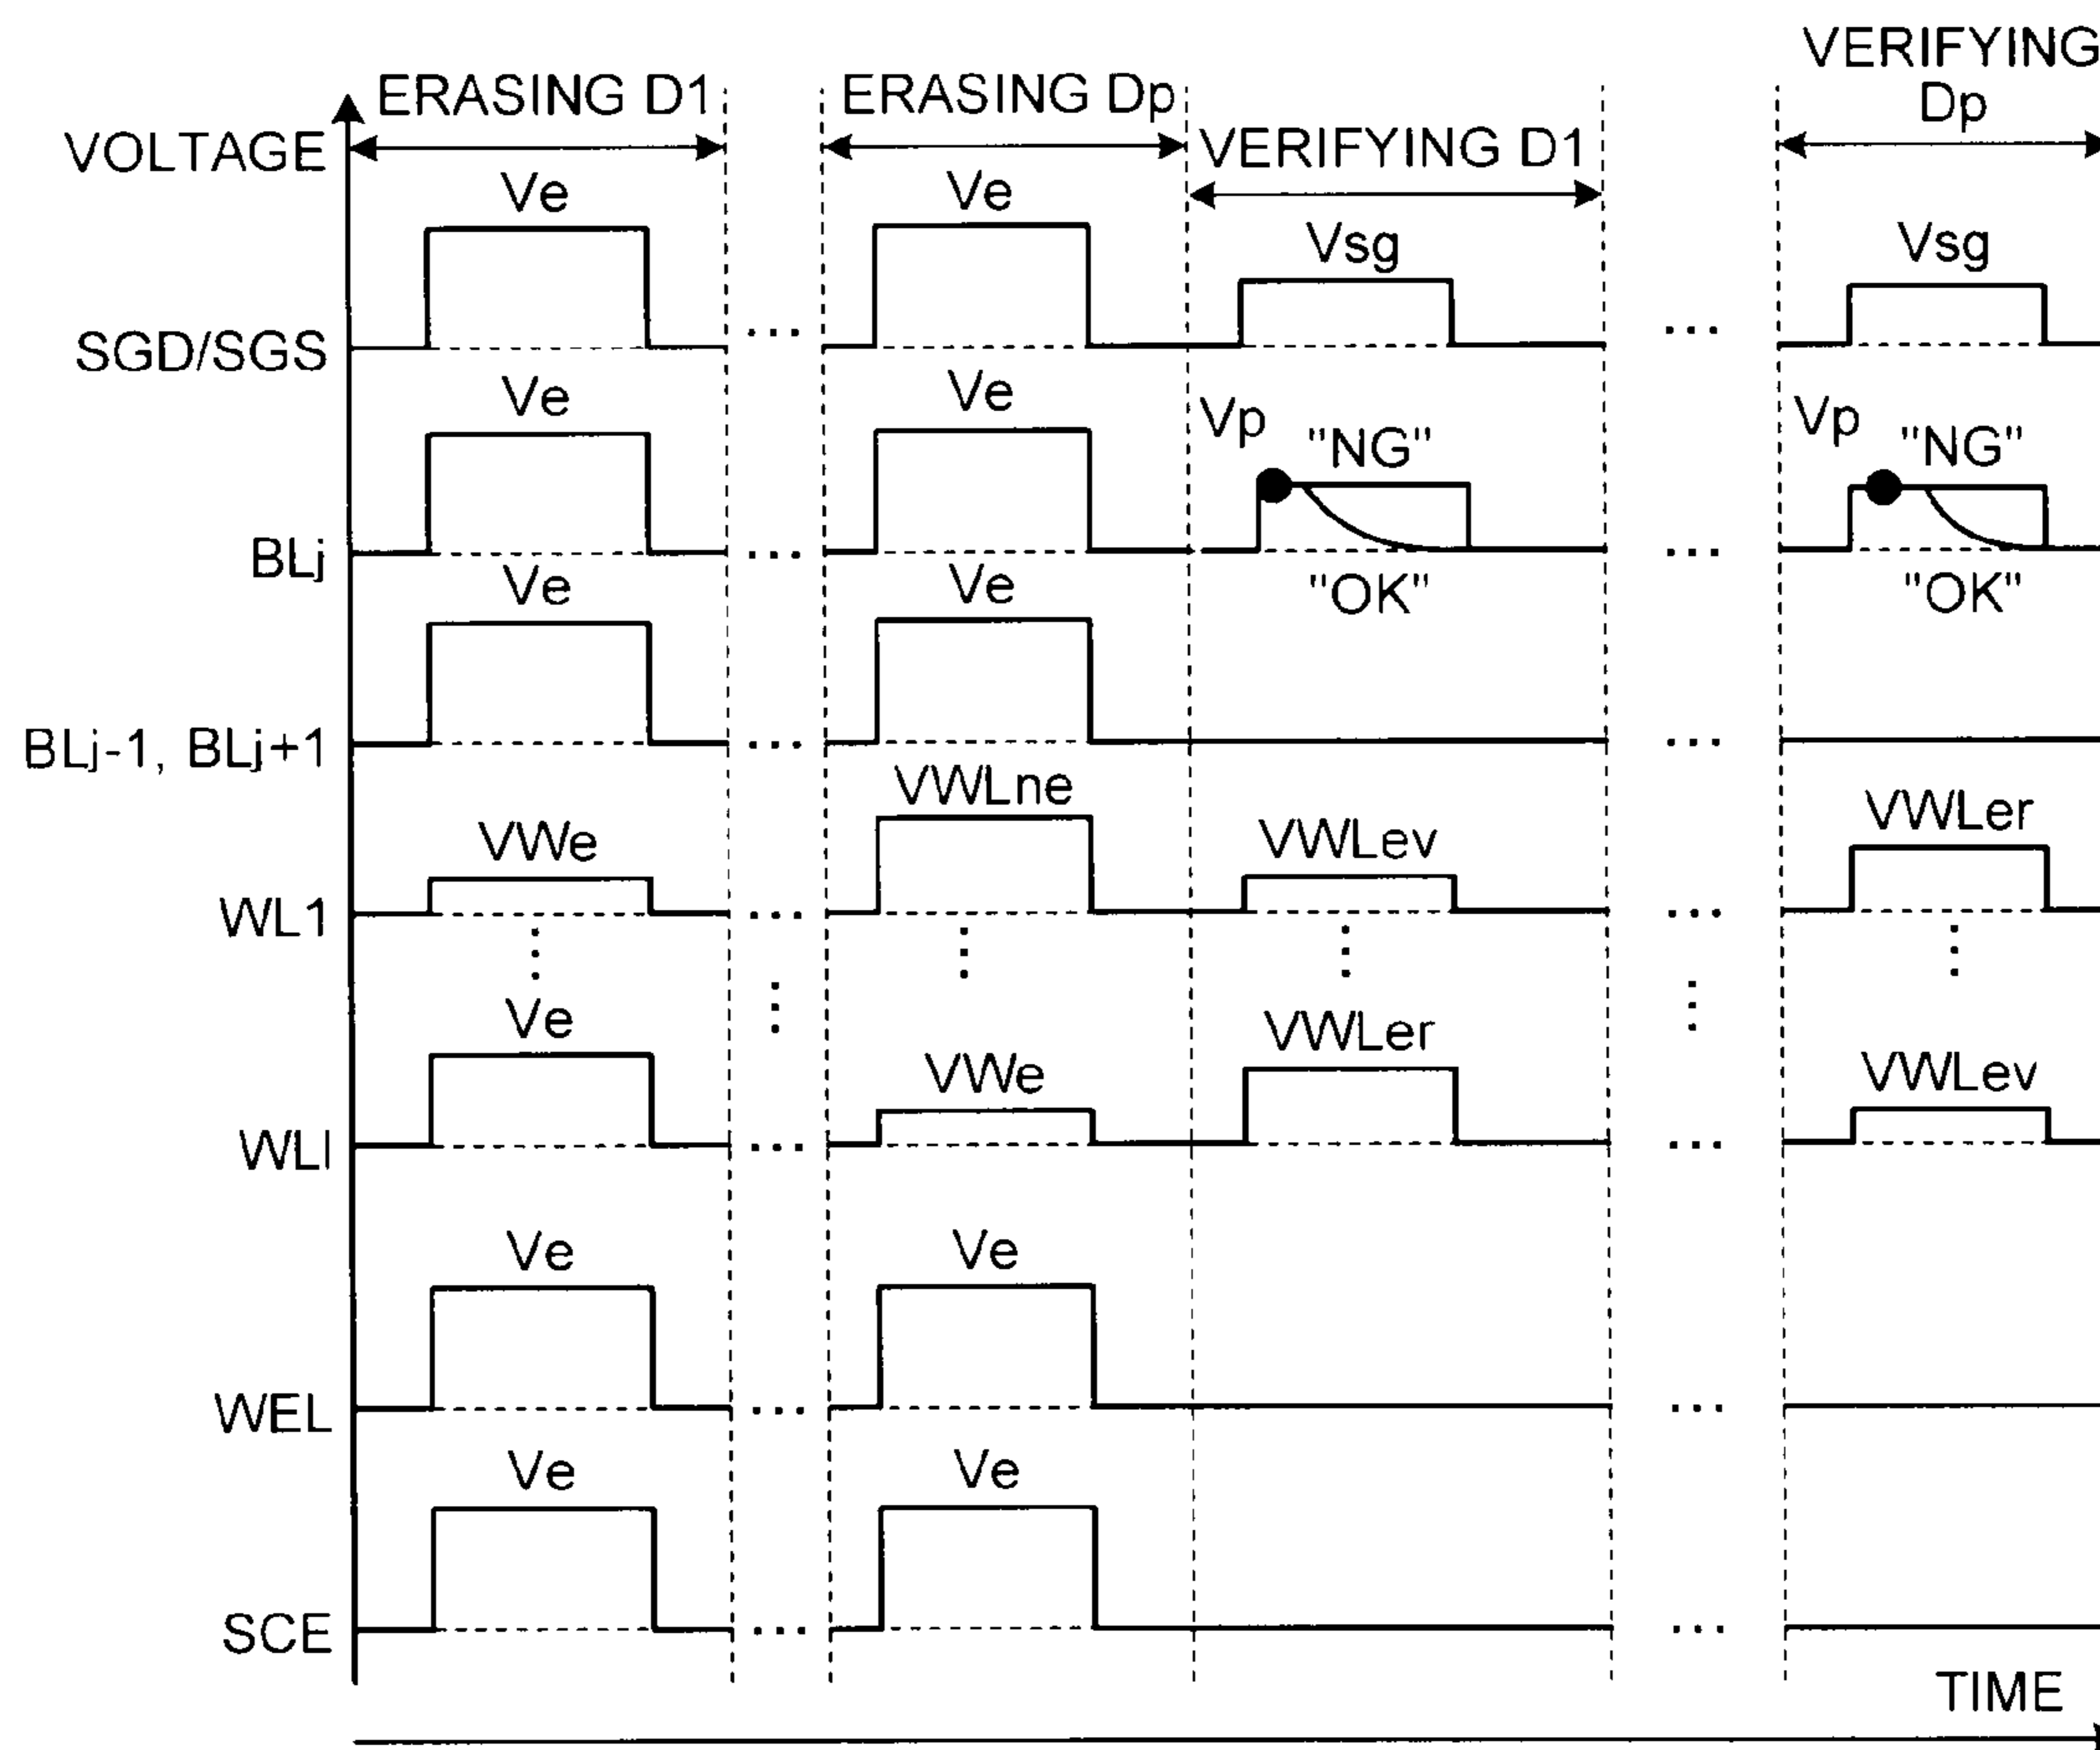 VERIFYING
Dp
ERASING D1
ERASING Dp
VERIFYING D1
VOLTAGE
Ve
Ve
Vsg
Vsg
SGD/SGS
...
...
Ve
Ve
Vp
"NG"
Vp
"NG"
BLj
...
...
"OK"
"OK"
Ve
Ve
BLj-1, BLj+1
...
...
VWe
VWLne
VWLev
VWLer
WL1
...
...
Ve
VWe
VWLer
VWLev
WLl
...
...
Ve
Ve
WEL
...
...
Ve
Ve
SCE
...
...
TIME